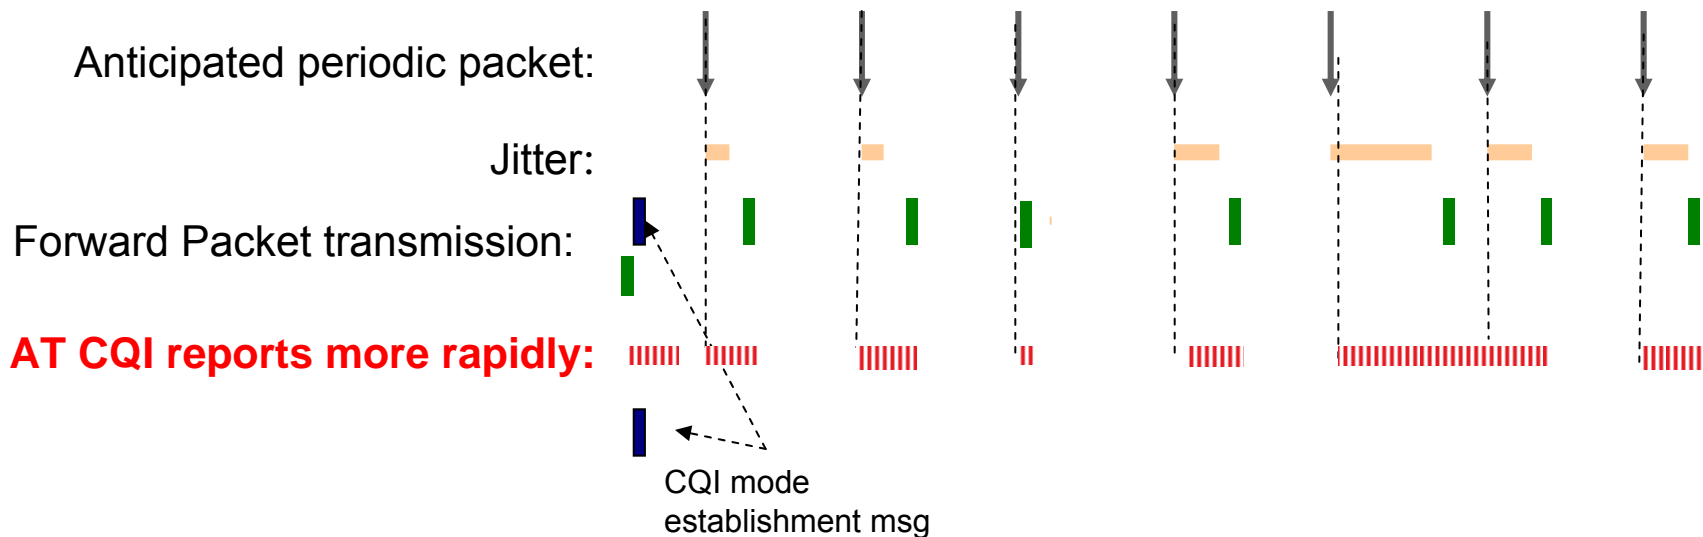 Anticipated periodic packet:
Jitter:
Forward Packet transmission:
AT CQI reports more rapidly:
CQI mode
establishment msg